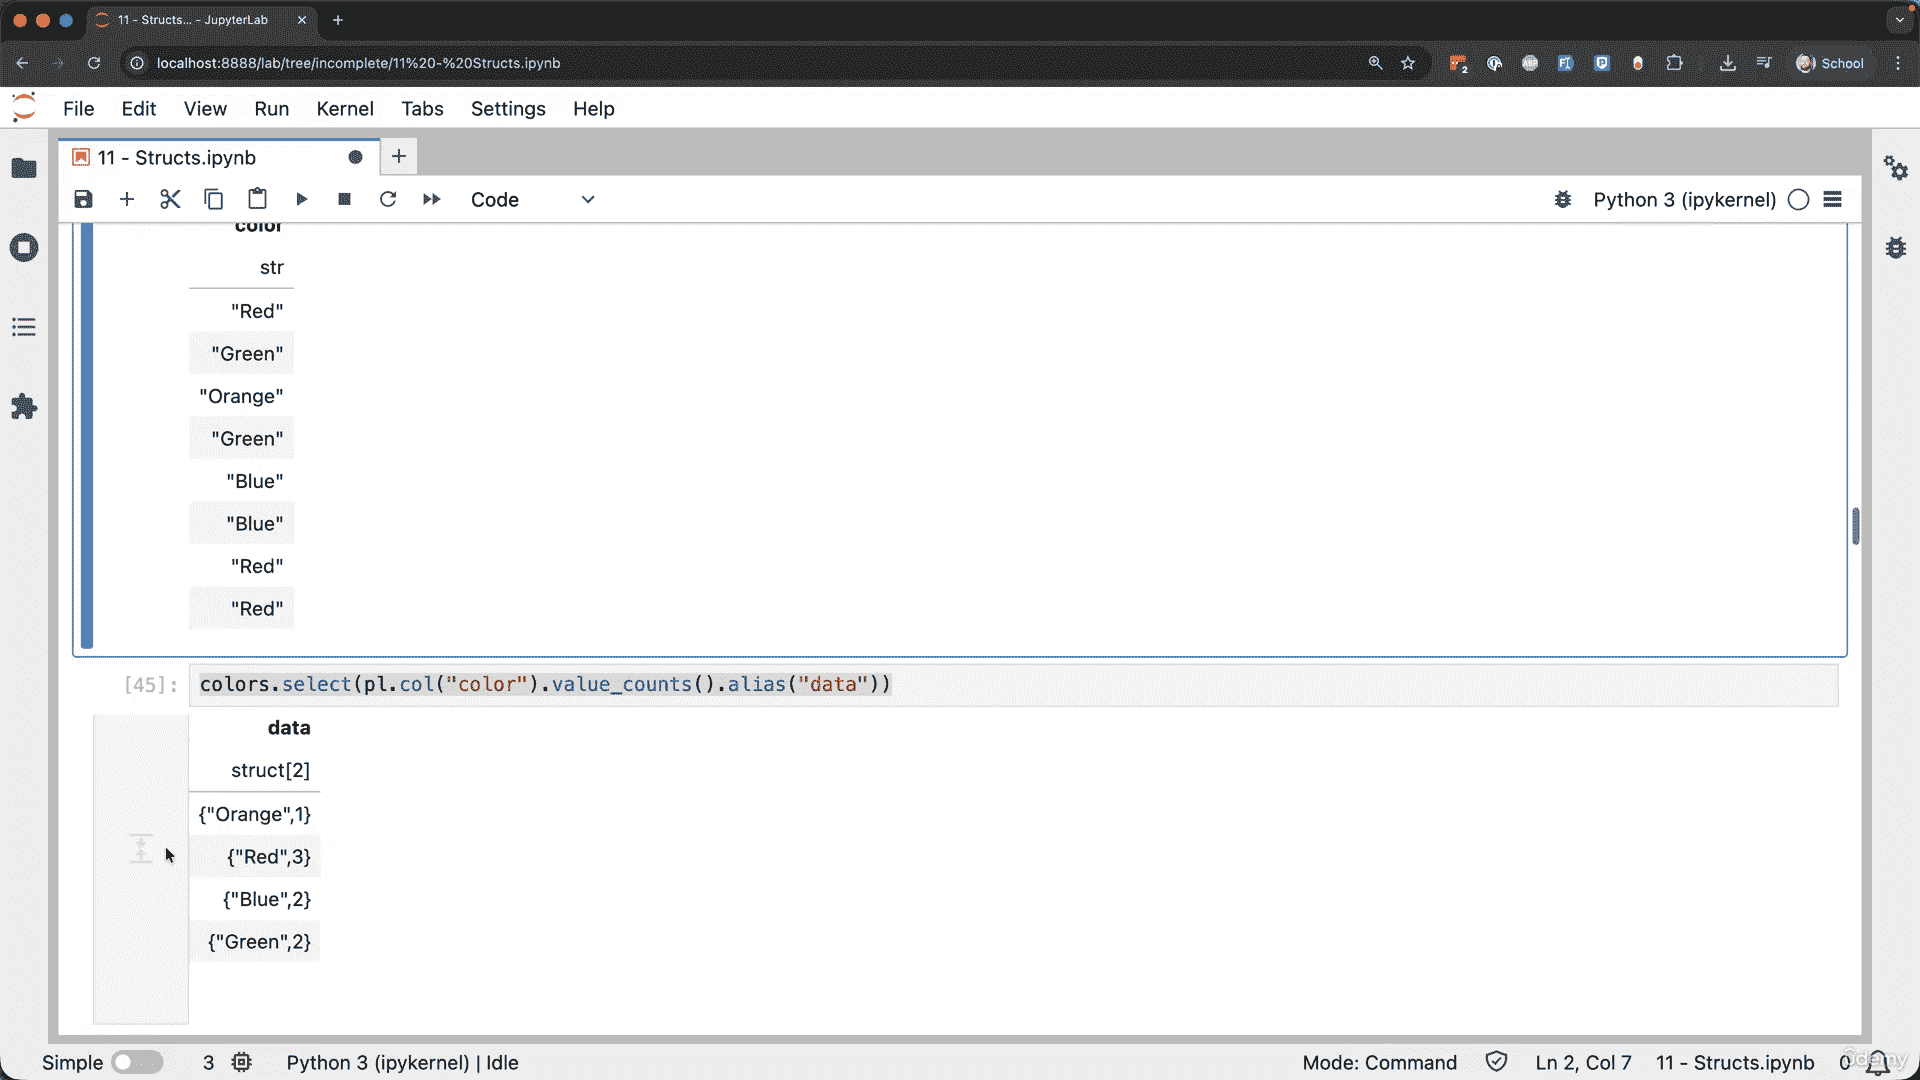 11 - Structs... - JupyterLab
localhost:8888/lab/tree/incomplete/11%20-%20Structs.ipynb
2
School
File Edit View Run Kernel Tabs Settings Help
11 - Structs.ipynb
Code
Python 3 (ipykernel)
color
str
"Red"
"Green"
"Orange"
"Green"
"Blue"
"Blue"
"Red"
"Red"
[45]: colors.select(pl.col("color").value_counts().alias("data"))
data
struct[2]
{"Orange",1}
{"Red",3}
{"Blue",2}
{"Green",2}
Simple 3 Python 3 (ipykernel) | Idle Mode: Command Ln 2, Col 7 11 - Structs.ipynb 0
Udemy